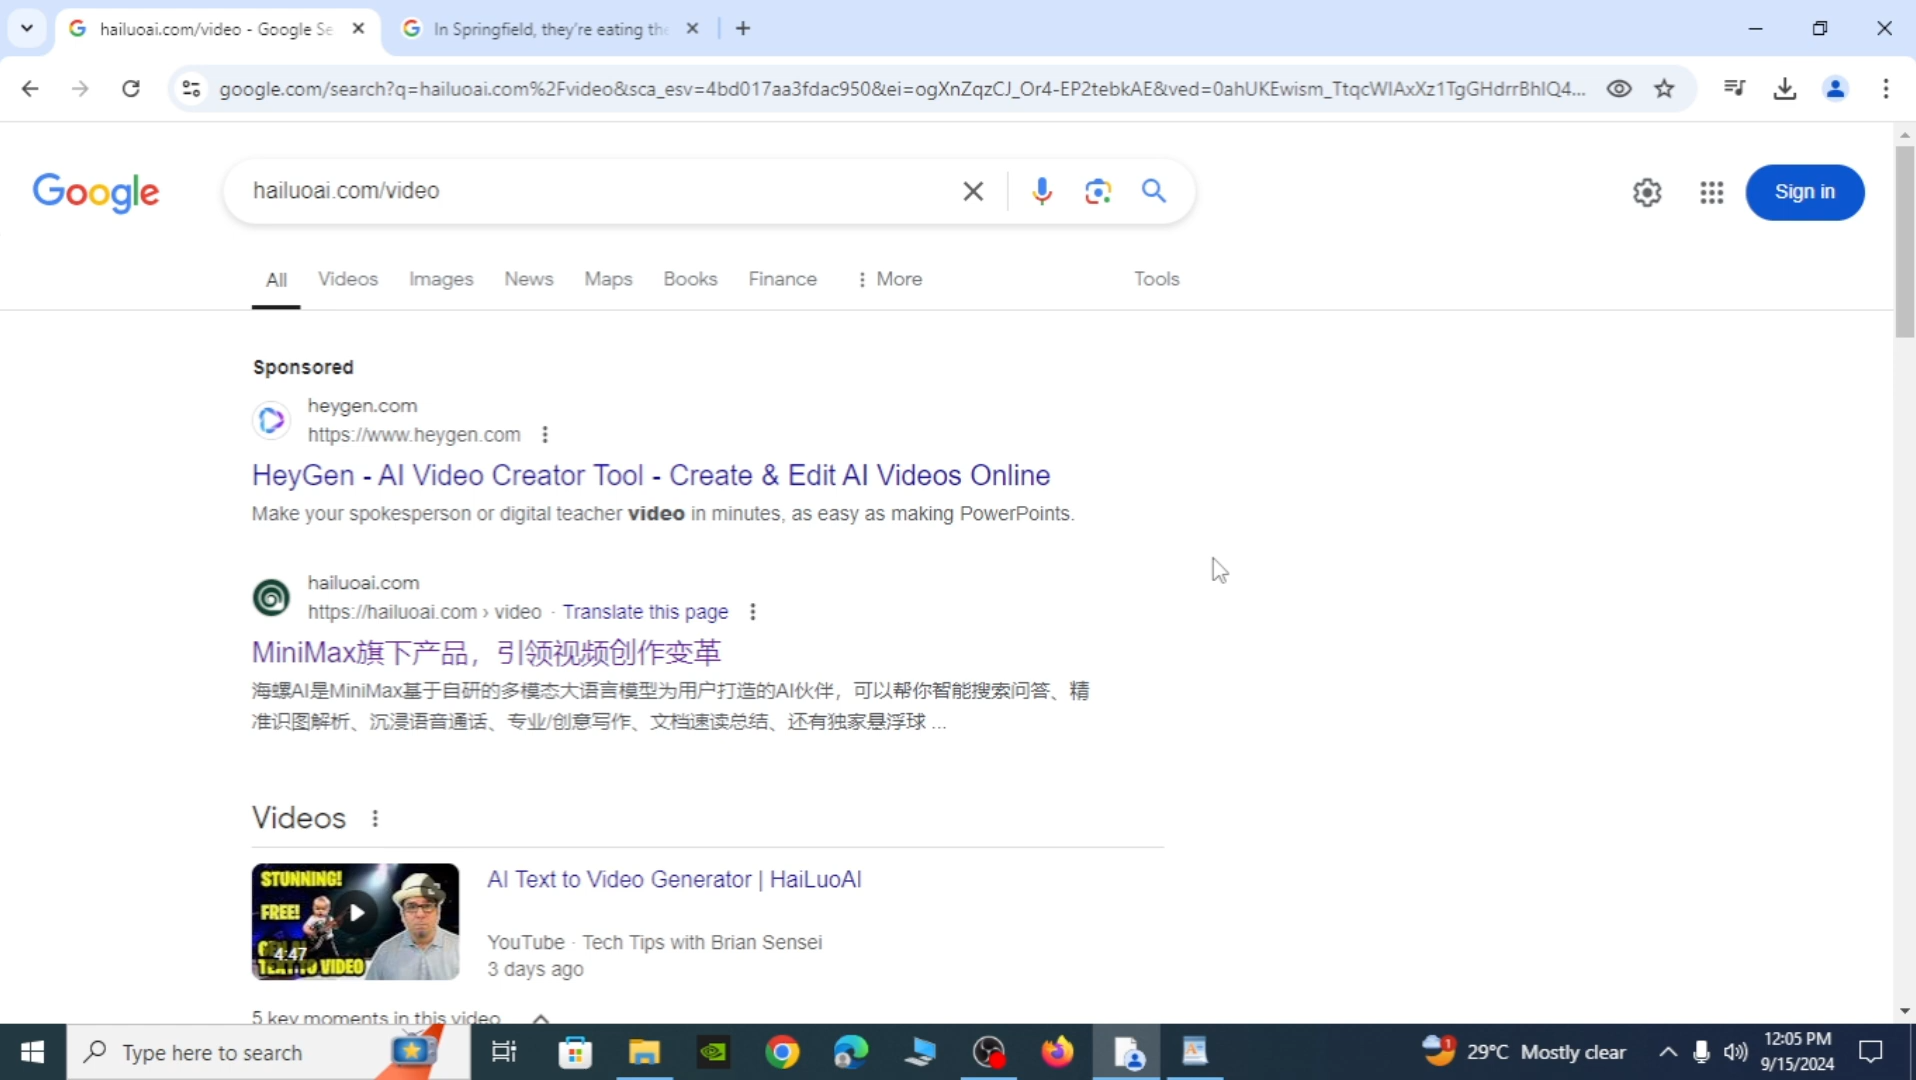 hailuoai.com/video - Google Se
In Springfield, they're eating the
google.com/search?q=hailuoai.com%2Fvideo&sca_esv=4bd017aa3fdac950&ei=ogXnZqzCJ_Or4-EP2tebkAE&ved=0ahUKEwism_TtqcWIAxXz1TgGHdrrBhIQ4...
Google
hailuoai.com/video
Sign in
All Videos Images News Maps Books Finance More Tools
Sponsored
heygen.com
https://www.heygen.com
HeyGen - AI Video Creator Tool - Create & Edit AI Videos Online
Make your spokesperson or digital teacher video in minutes, as easy as making PowerPoints.
hailuoai.com
https://hailuoai.com › video · Translate this page
MiniMax旗下产品，引领视频创作变革
海螺AI是MiniMax基于自研的多模态大语言模型为用户打造的AI伙伴，可以帮你智能搜索问答、精
准识图解析、沉浸语音通话、专业/创意写作、文档速读总结、还有独家悬浮球 ...
Videos
STUNNING!
FREE!
4:47
TEXT TO VIDEO
AI Text to Video Generator | HaiLuoAI
YouTube · Tech Tips with Brian Sensei
3 days ago
5 key moments in this video
Type here to search
1
29°C Mostly clear
12:05 PM
9/15/2024